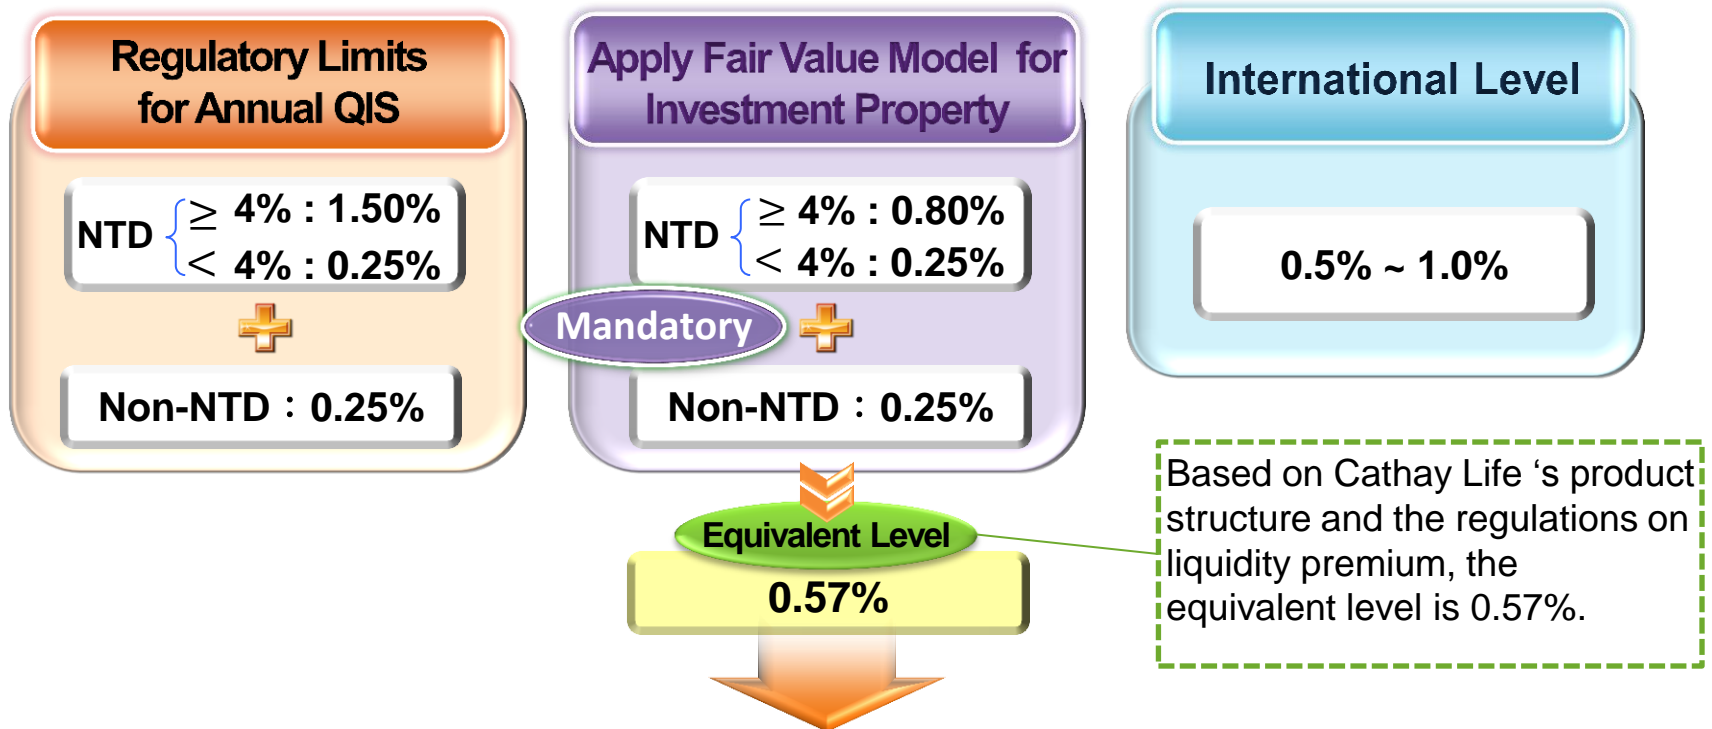 Regulatory Limits
for Annual QIS
NTD
≥ 4% : 1.50%
< 4% : 0.25%
Non-NTD：0.25%
Apply Fair Value Model for
Investment Property
NTD
≥ 4% : 0.80%
< 4% : 0.25%
Mandatory
Non-NTD：0.25%
Equivalent Level
0.57%
International Level
0.5% ~ 1.0%
Based on Cathay Life ‘s product
structure and the regulations on
liquidity premium, the
equivalent level is 0.57%.